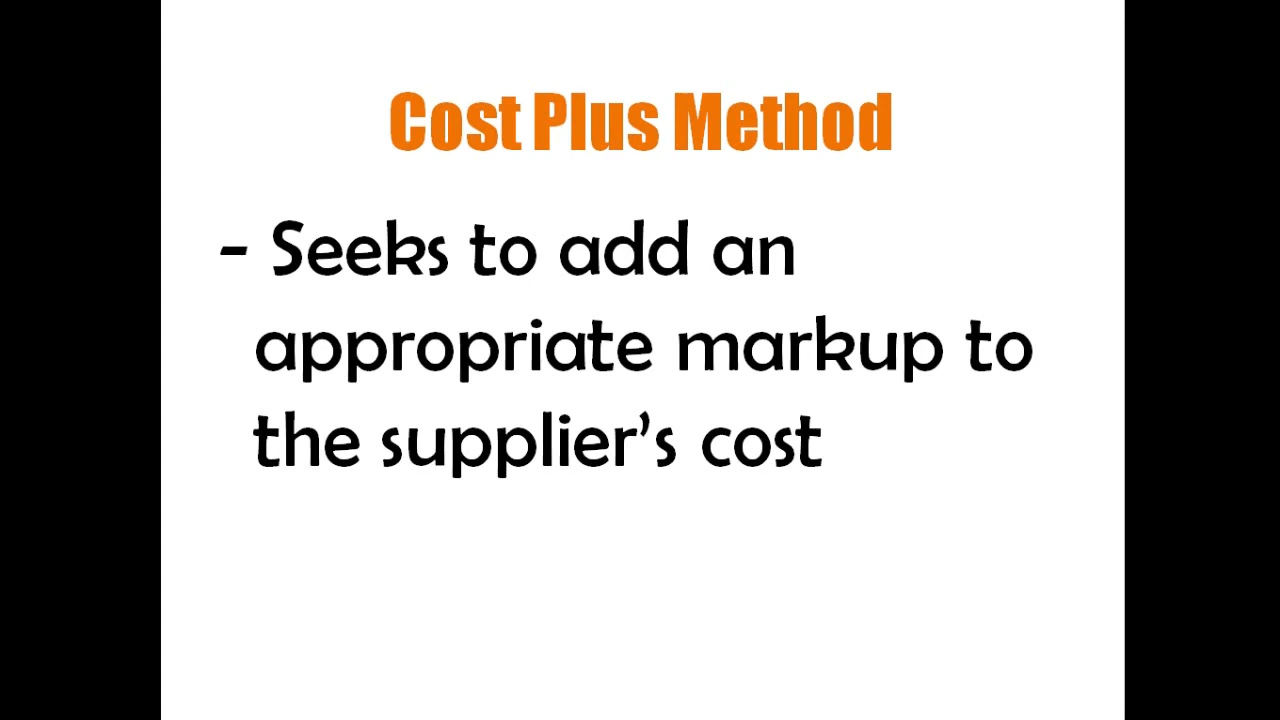 Cost Plus Method
- Seeks to add an
appropriate markup to
the supplier’s cost